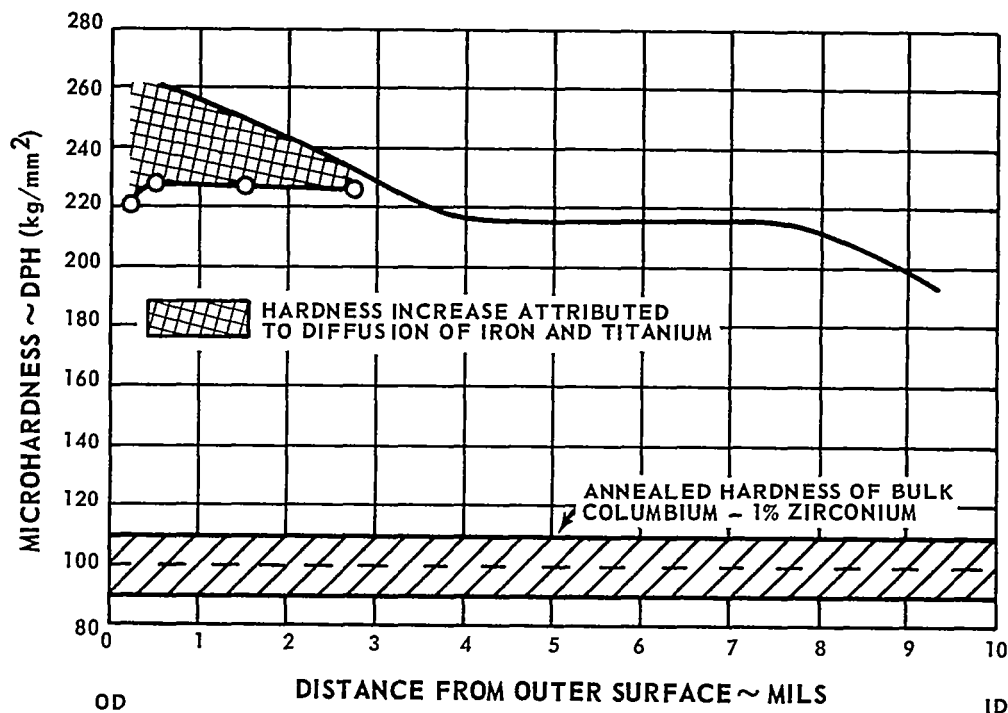 280
260
240
220
200
180
160
140
120
100
80
MICROHARDNESS ~ DPH (kg/mm²)
HARDNESS INCREASE ATTRIBUTED
TO DIFFUSION OF IRON AND TITANIUM
ANNEALED HARDNESS OF BULK
COLUMBIUM – 1% ZIRCONIUM
0 1 2 3 4 5 6 7 8 9 10
OD
DISTANCE FROM OUTER SURFACE ~ MILS
ID